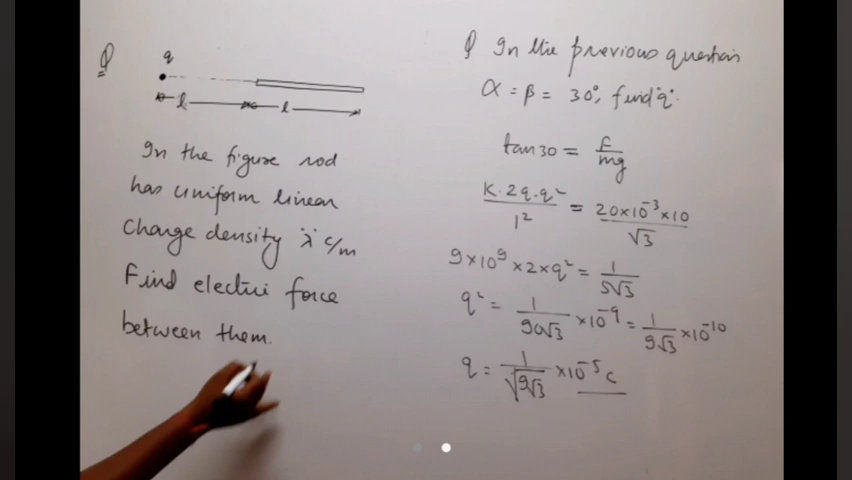 Q
q
l
l
In the figure rod
has uniform linear
charge density 'λ' c/m
Find electric force
between them.
Q In the previous question
α = β = 30°, find 'q'.
tan30 = F/mg
K·2q·q²/1² = 20×10⁻³×10/√3
9×10⁹×2×q² = 1/5√3
q² = 1/90√3 ×10⁻⁹ = 1/9√3 ×10⁻¹⁰
q = 1/√9√3 ×10⁻⁵ C